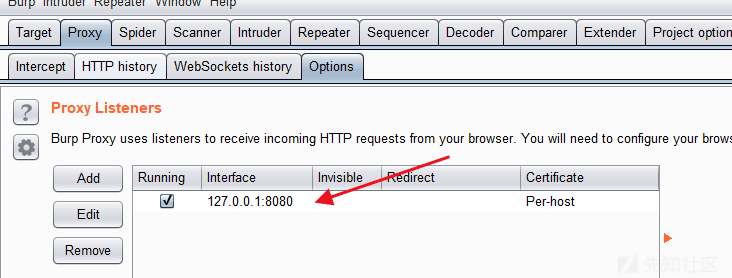 Burp Intruder Repeater Window Help
Target Proxy Spider Scanner Intruder Repeater Sequencer Decoder Comparer Extender Project option
Intercept HTTP history WebSockets history Options
? Proxy Listeners
Burp Proxy uses listeners to receive incoming HTTP requests from your browser. You will need to configure your brows
Add Running Interface Invisible Redirect Certificate
127.0.0.1:8080 Per-host
Edit
Remove
先知社区